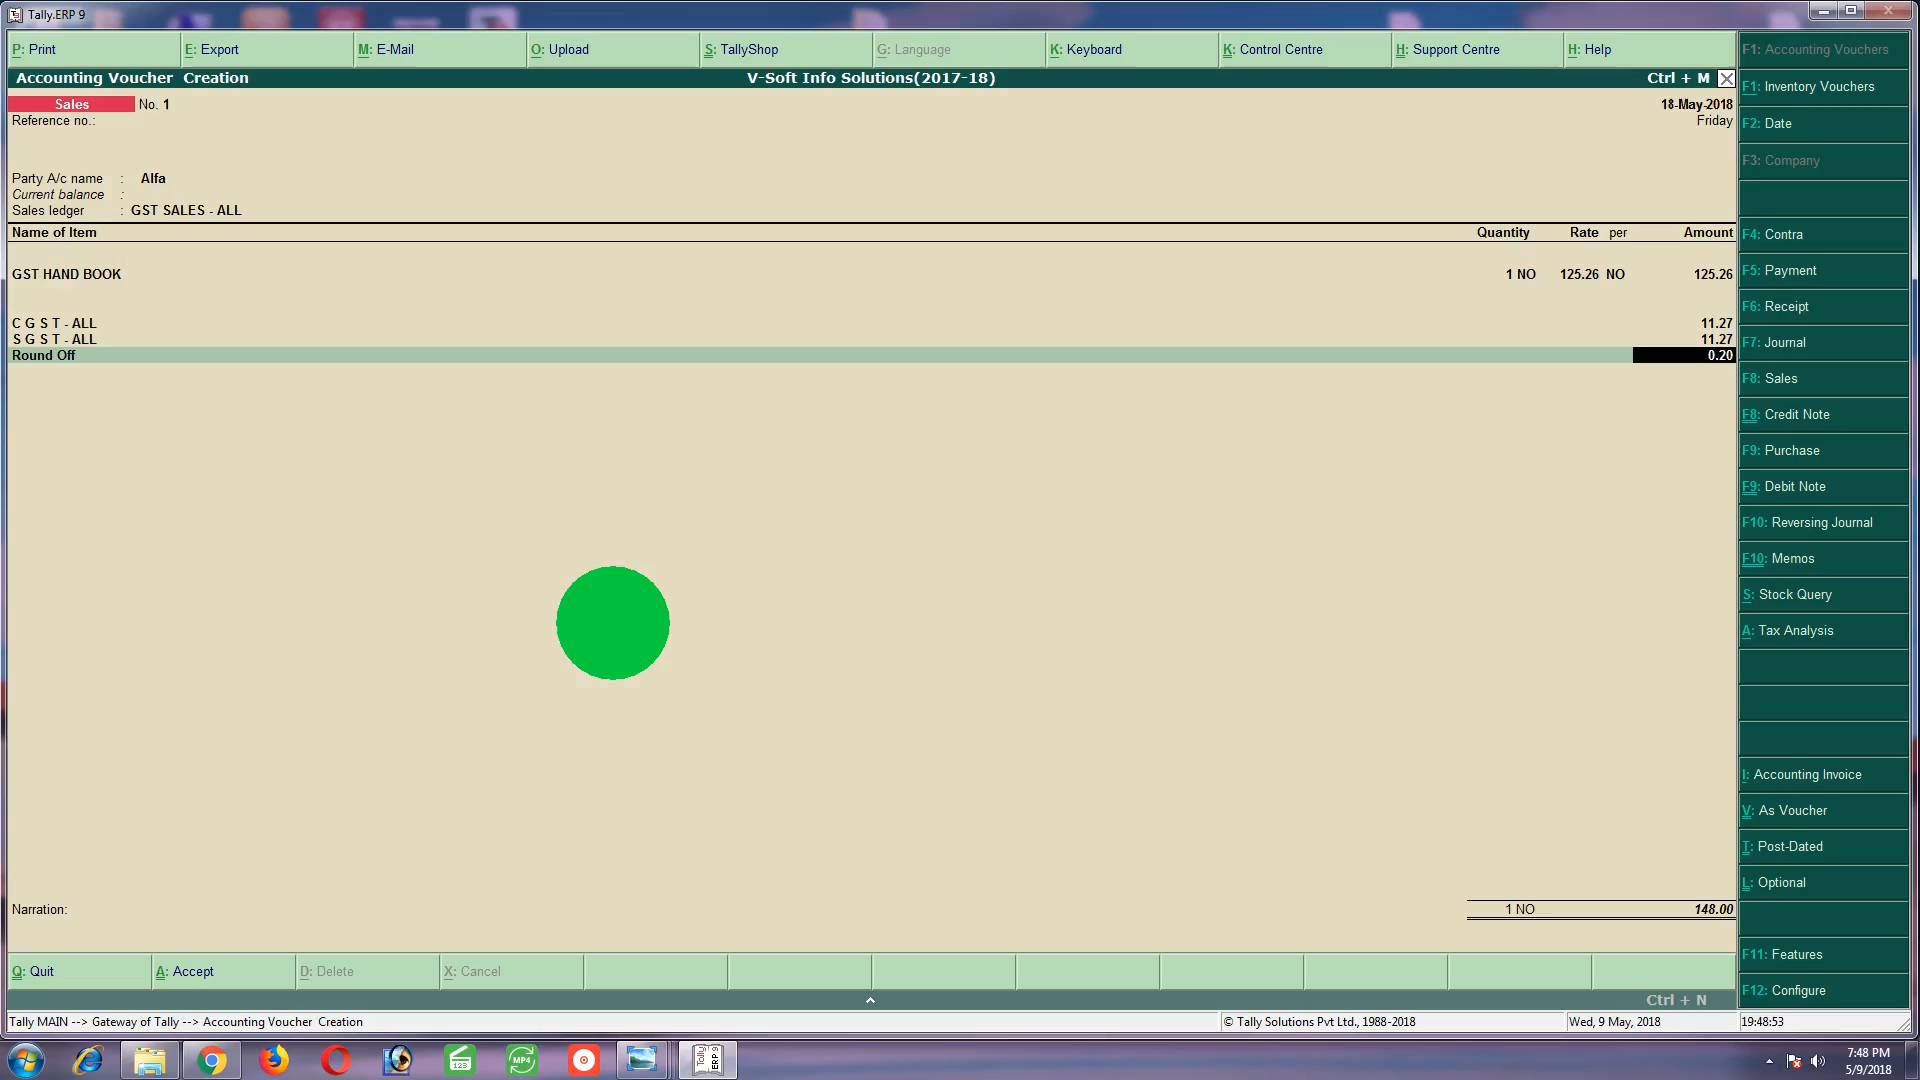 Tally.ERP 9
P: Print E: Export M: E-Mail O: Upload S: TallyShop G: Language K: Keyboard K: Control Centre H: Support Centre H: Help
Accounting Voucher Creation V-Soft Info Solutions(2017-18) Ctrl + M
Sales No. 1 18-May-2018
Reference no.: Friday
Party A/c name : Alfa
Current balance :
Sales ledger : GST SALES - ALL
Name of Item Quantity Rate per Amount
GST HAND BOOK 1 NO 125.26 NO 125.26
C G S T - ALL 11.27
S G S T - ALL 11.27
Round Off 0.20
Narration: 1 NO 148.00
Q: Quit A: Accept D: Delete X: Cancel
Ctrl + N
Tally MAIN --> Gateway of Tally --> Accounting Voucher Creation © Tally Solutions Pvt Ltd., 1988-2018 Wed, 9 May, 2018 19:48:53
F1: Accounting Vouchers
F1: Inventory Vouchers
F2: Date
F3: Company
F4: Contra
F5: Payment
F6: Receipt
F7: Journal
F8: Sales
F8: Credit Note
F9: Purchase
F9: Debit Note
F10: Reversing Journal
F10: Memos
S: Stock Query
A: Tax Analysis
I: Accounting Invoice
V: As Voucher
T: Post-Dated
L: Optional
F11: Features
F12: Configure
123
MP4
Tally
ERP 9
7:48 PM
5/9/2018